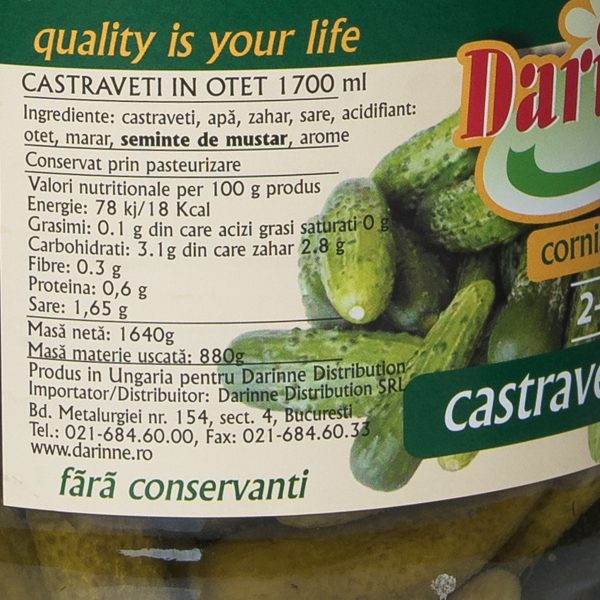 quality is your life
CASTRAVETI IN OTET 1700 ml
Ingrediente: castraveti, apă, zahar, sare, acidifiant:
otet, marar, seminte de mustar, arome
Conservat prin pasteurizare
Valori nutritionale per 100 g produs
Energie: 78 kj/18 Kcal
Grasimi: 0.1 g din care acizi grasi saturati 0 g
Carbohidrati: 3.1g din care zahar 2.8 g
Fibre: 0.3 g
Proteina: 0,6 g
Sare: 1,65 g
Masă netă: 1640g
Masă materie uscată: 880g
Produs in Ungaria pentru Darinne Distribution
Importator/Distribuitor: Darinne Distribution SRL
Bd. Metalurgiei nr. 154, sect. 4, Bucuresti
Tel.: 021-684.60.00, Fax: 021-684.60.33
www.darinne.ro
fără conservanti
Dari
corni
2-
castrave